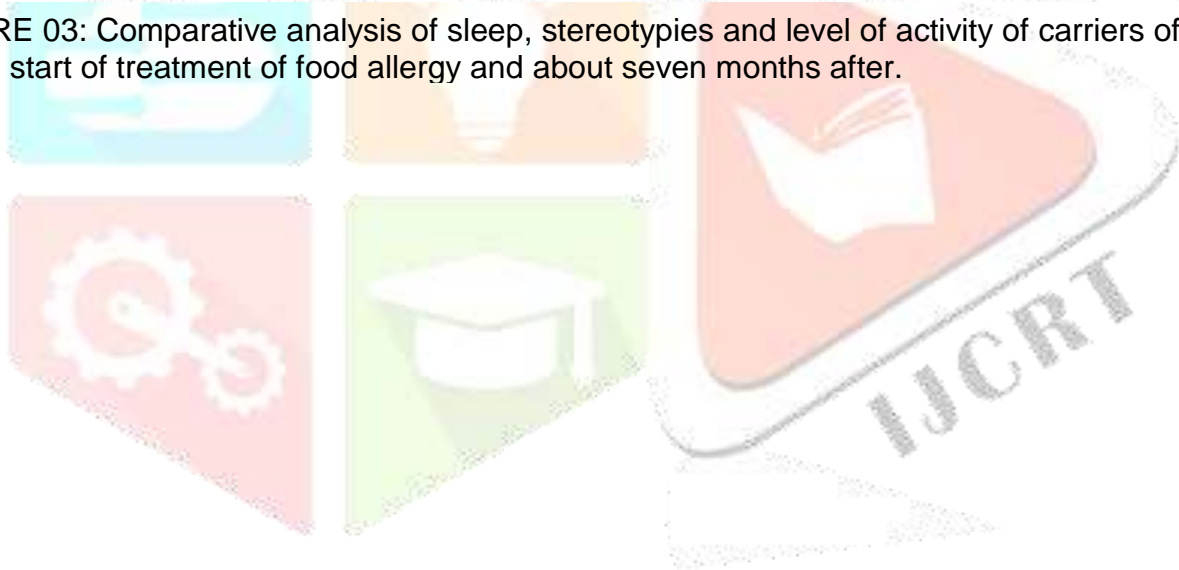 RE 03: Comparative analysis of sleep, stereotypies and level of activity of carriers of
start of treatment of food allergy and about seven months after.
IJCRT